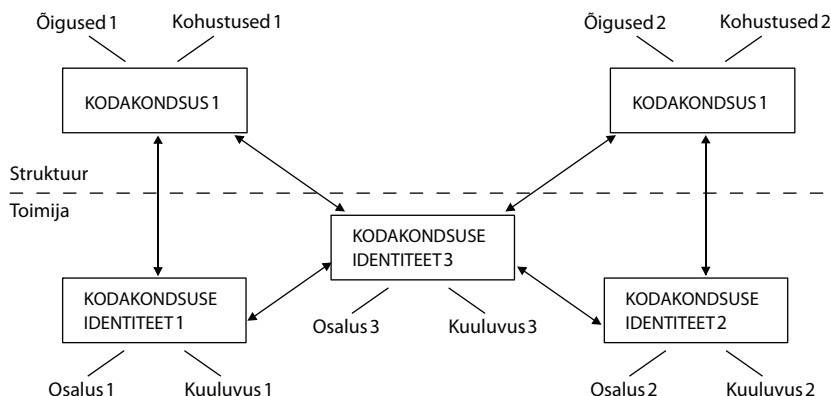 Õigused 1 Kohustused 1 Õigused 2 Kohustused 2
KODAKONDSUS 1 KODAKONDSUS 1
Struktuur
Toimija
KODAKONDSUSE
IDENTITEET 3
KODAKONDSUSE
IDENTITEET 1
KODAKONDSUSE
IDENTITEET 2
Osalus 3 Kuuluvus 3
Osalus 1 Kuuluvus 1 Osalus 2 Kuuluvus 2